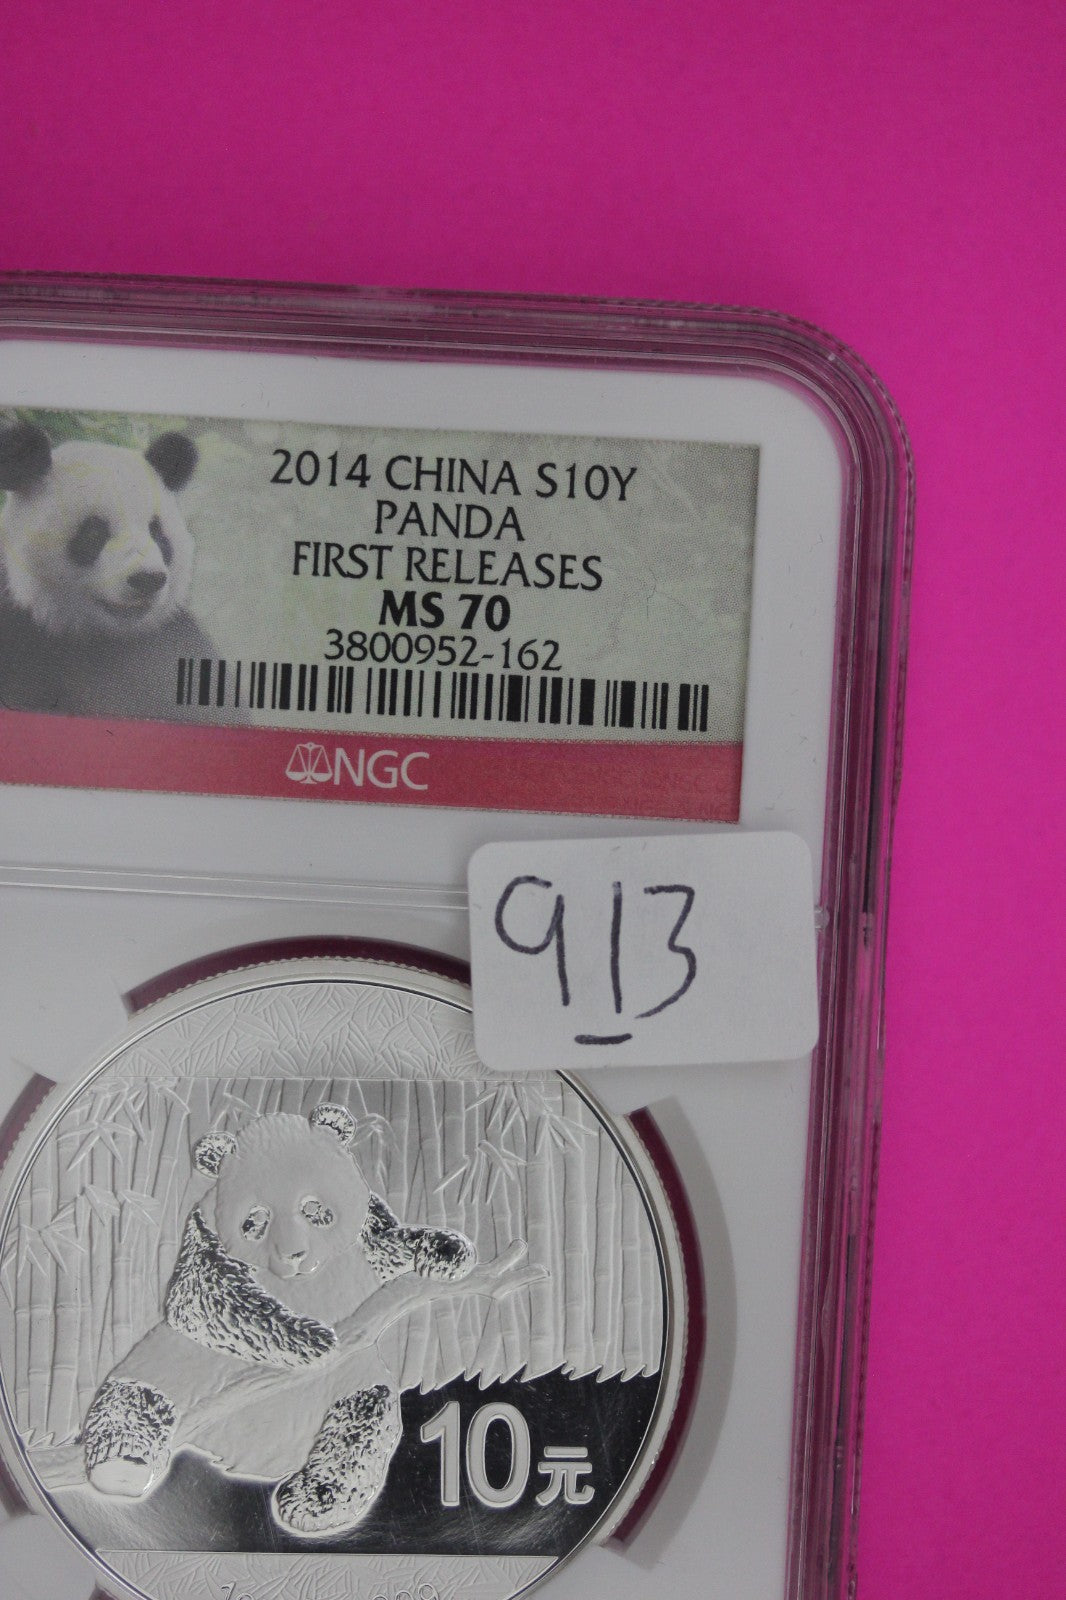 2014 CHINA S10Y
PANDA
FIRST RELEASES
MS 70
3800952-162
NGC
913
10元